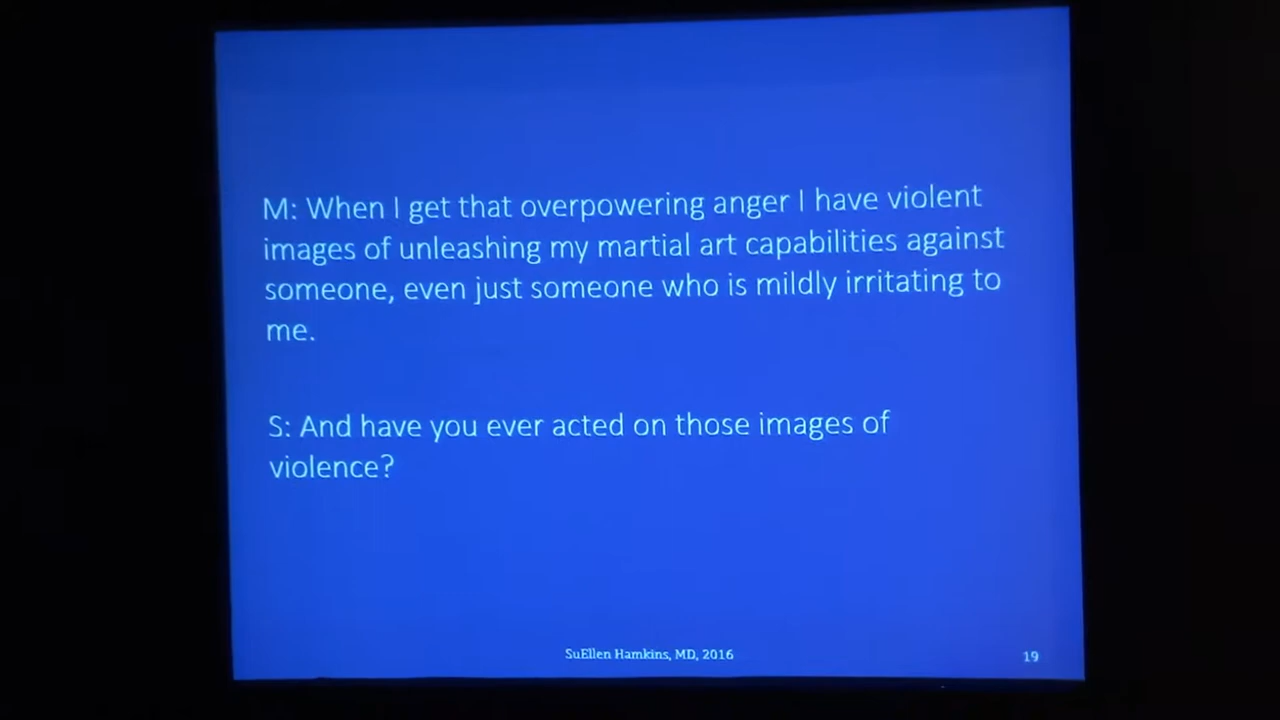 M: When I get that overpowering anger I have violent
images of unleashing my martial art capabilities against
someone, even just someone who is mildly irritating to
me.
S: And have you ever acted on those images of
violence?
SuEllen Hamkins, MD, 2016
19